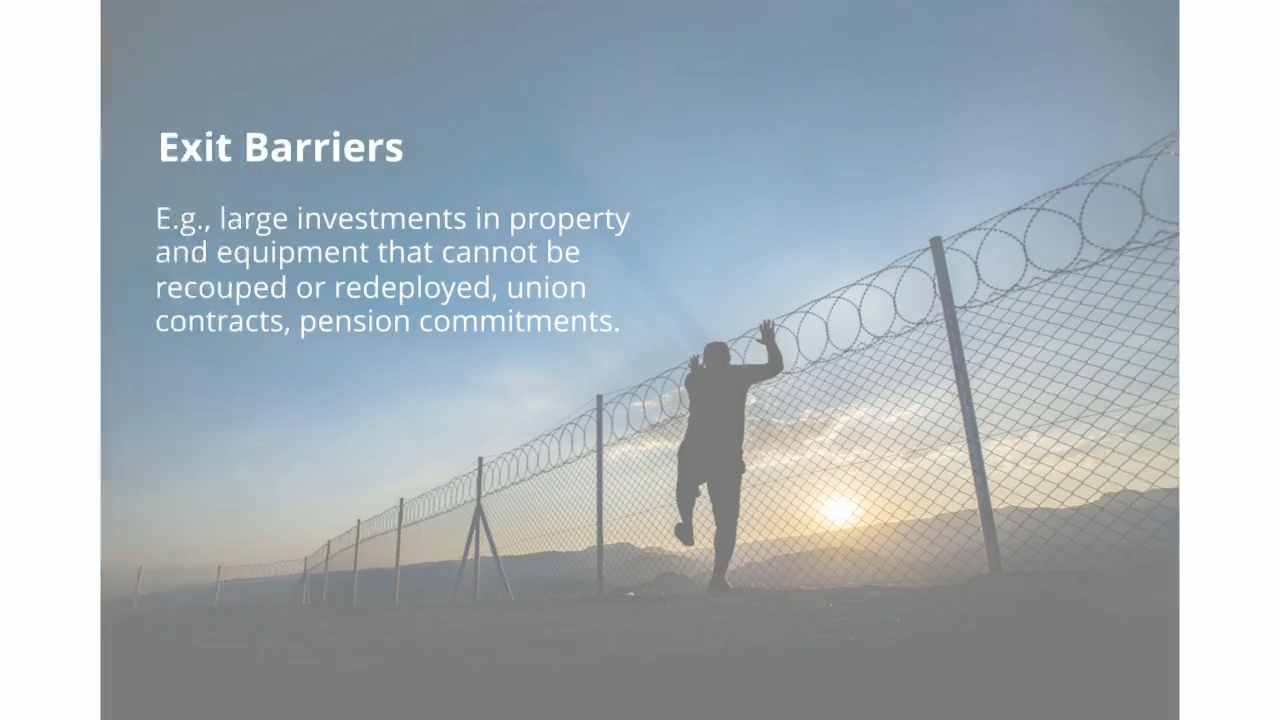 Exit Barriers
E.g., large investments in property
and equipment that cannot be
recouped or redeployed, union
contracts, pension commitments.